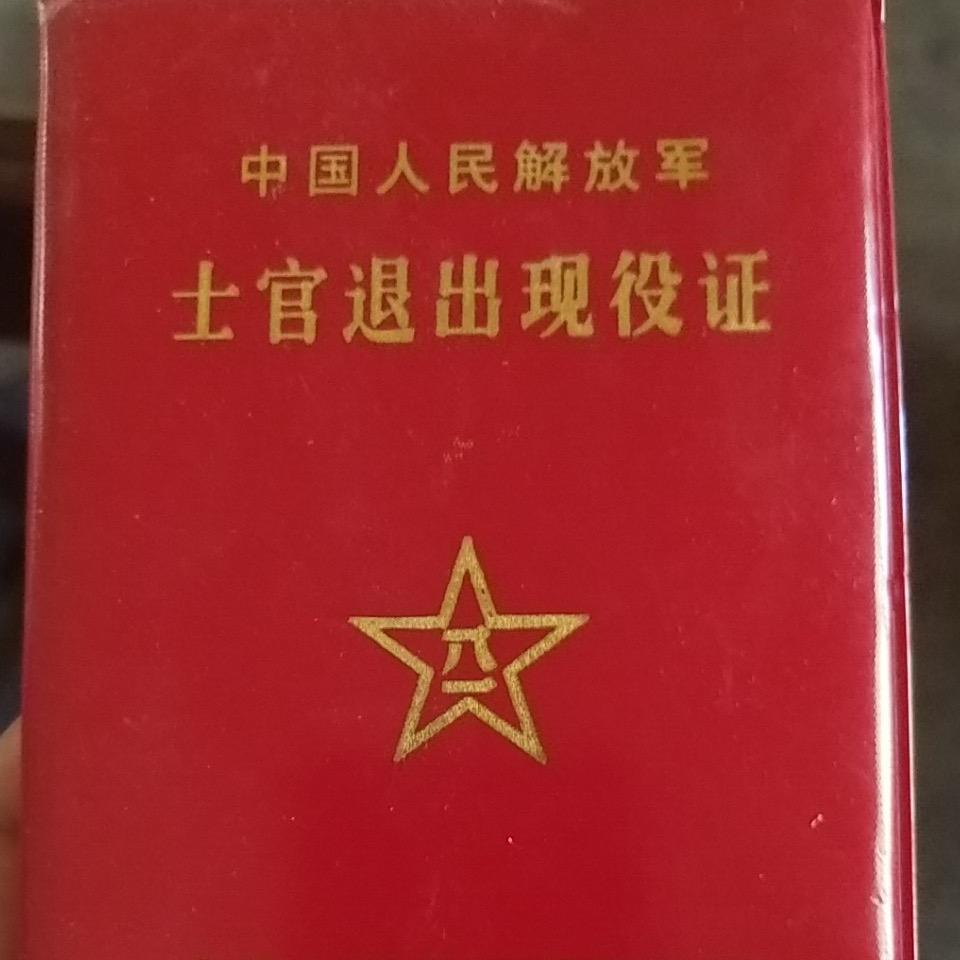 中国人民解放军
士官退出现役证
八一